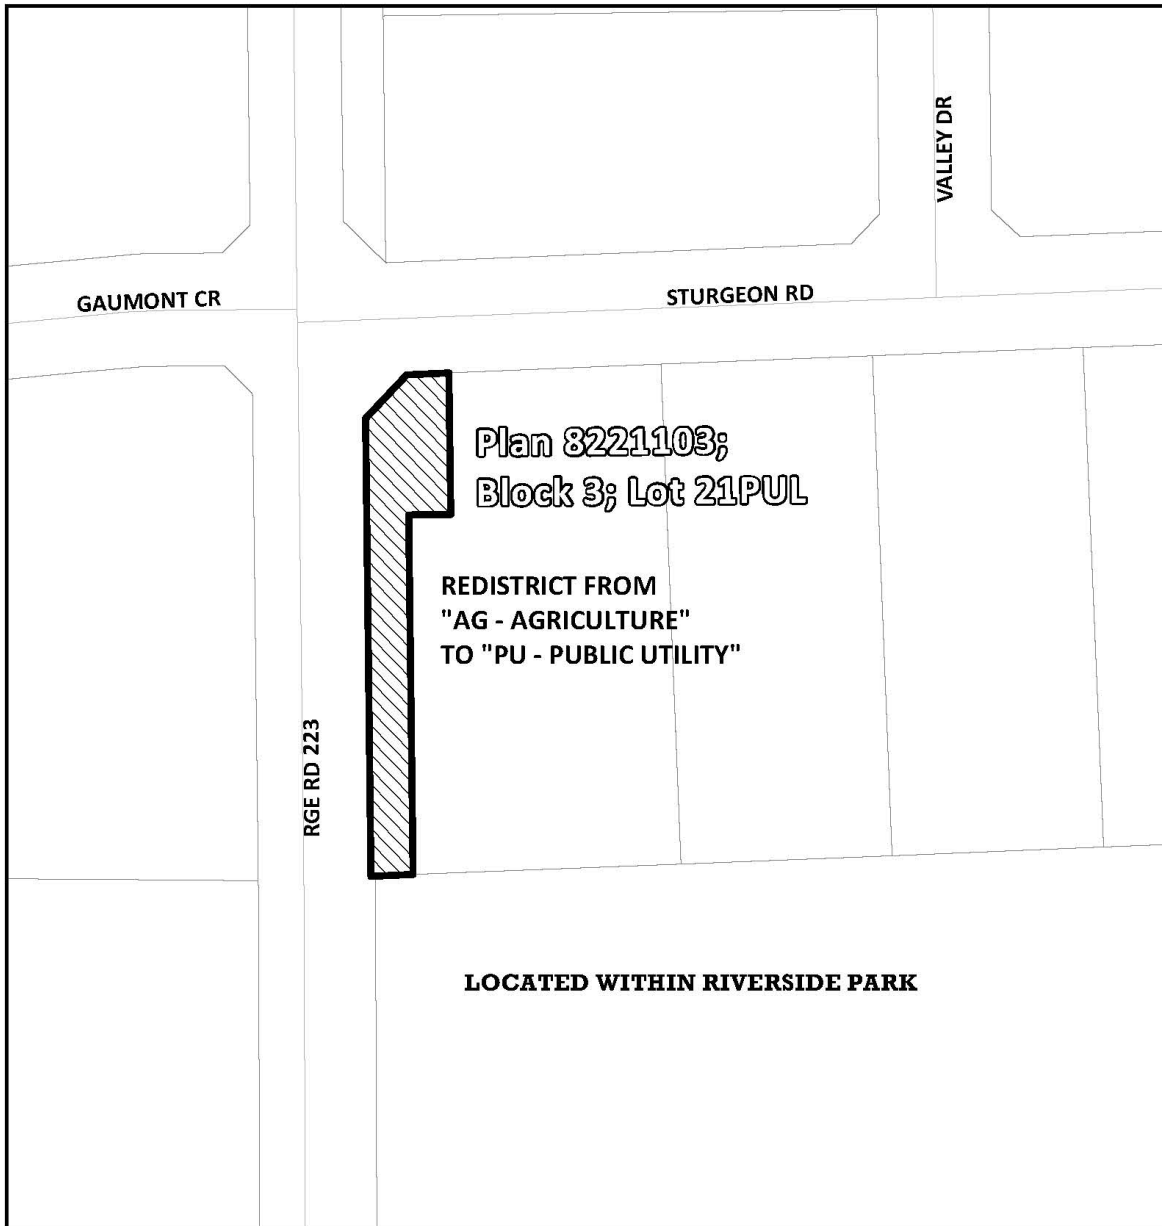 VALLEY DR
GAUMONT CR
STURGEON RD
Plan 8221103;
Block 3; Lot 21PUL
REDISTRICT FROM
"AG - AGRICULTURE"
TO "PU - PUBLIC UTILITY"
RGE RD 223
LOCATED WITHIN RIVERSIDE PARK